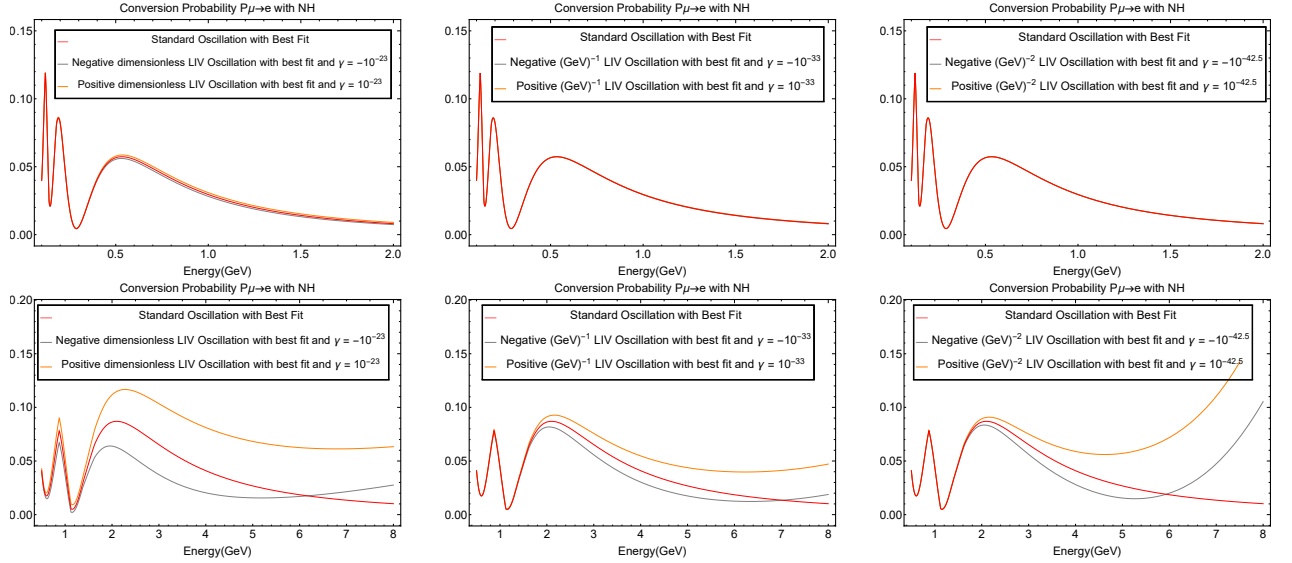 Conversion Probability Pμ→e with NH
0.15
0.10
0.05
0.00
Standard Oscillation with Best Fit
Negative dimensionless LIV Oscillation with best fit and γ = −10⁻²³
Positive dimensionless LIV Oscillation with best fit and γ = 10⁻²³
0.5 1.0 1.5 2.0
Energy(GeV)
Conversion Probability Pμ→e with NH
0.15
0.10
0.05
0.00
Standard Oscillation with Best Fit
Negative (GeV)⁻¹ LIV Oscillation with best fit and γ = −10⁻³³
Positive (GeV)⁻¹ LIV Oscillation with best fit and γ = 10⁻³³
0.5 1.0 1.5 2.0
Energy(GeV)
Conversion Probability Pμ→e with NH
0.15
0.10
0.05
0.00
Standard Oscillation with Best Fit
Negative (GeV)⁻² LIV Oscillation with best fit and γ = −10^−42.5
Positive (GeV)⁻² LIV Oscillation with best fit and γ = 10^−42.5
0.5 1.0 1.5 2.0
Energy(GeV)
Conversion Probability Pμ→e with NH
0.20
0.15
0.10
0.05
0.00
Standard Oscillation with Best Fit
Negative dimensionless LIV Oscillation with best fit and γ = −10⁻²³
Positive dimensionless LIV Oscillation with best fit and γ = 10⁻²³
1 2 3 4 5 6 7 8
Energy(GeV)
Conversion Probability Pμ→e with NH
0.20
0.15
0.10
0.05
0.00
Standard Oscillation with Best Fit
Negative (GeV)⁻¹ LIV Oscillation with best fit and γ = −10⁻³³
Positive (GeV)⁻¹ LIV Oscillation with best fit and γ = 10⁻³³
1 2 3 4 5 6 7 8
Energy(GeV)
Conversion Probability Pμ→e with NH
0.20
0.15
0.10
0.05
0.00
Standard Oscillation with Best Fit
Negative (GeV)⁻² LIV Oscillation with best fit and γ = −10^−42.5
Positive (GeV)⁻² LIV Oscillation with best fit and γ = 10^−42.5
1 2 3 4 5 6 7 8
Energy(GeV)